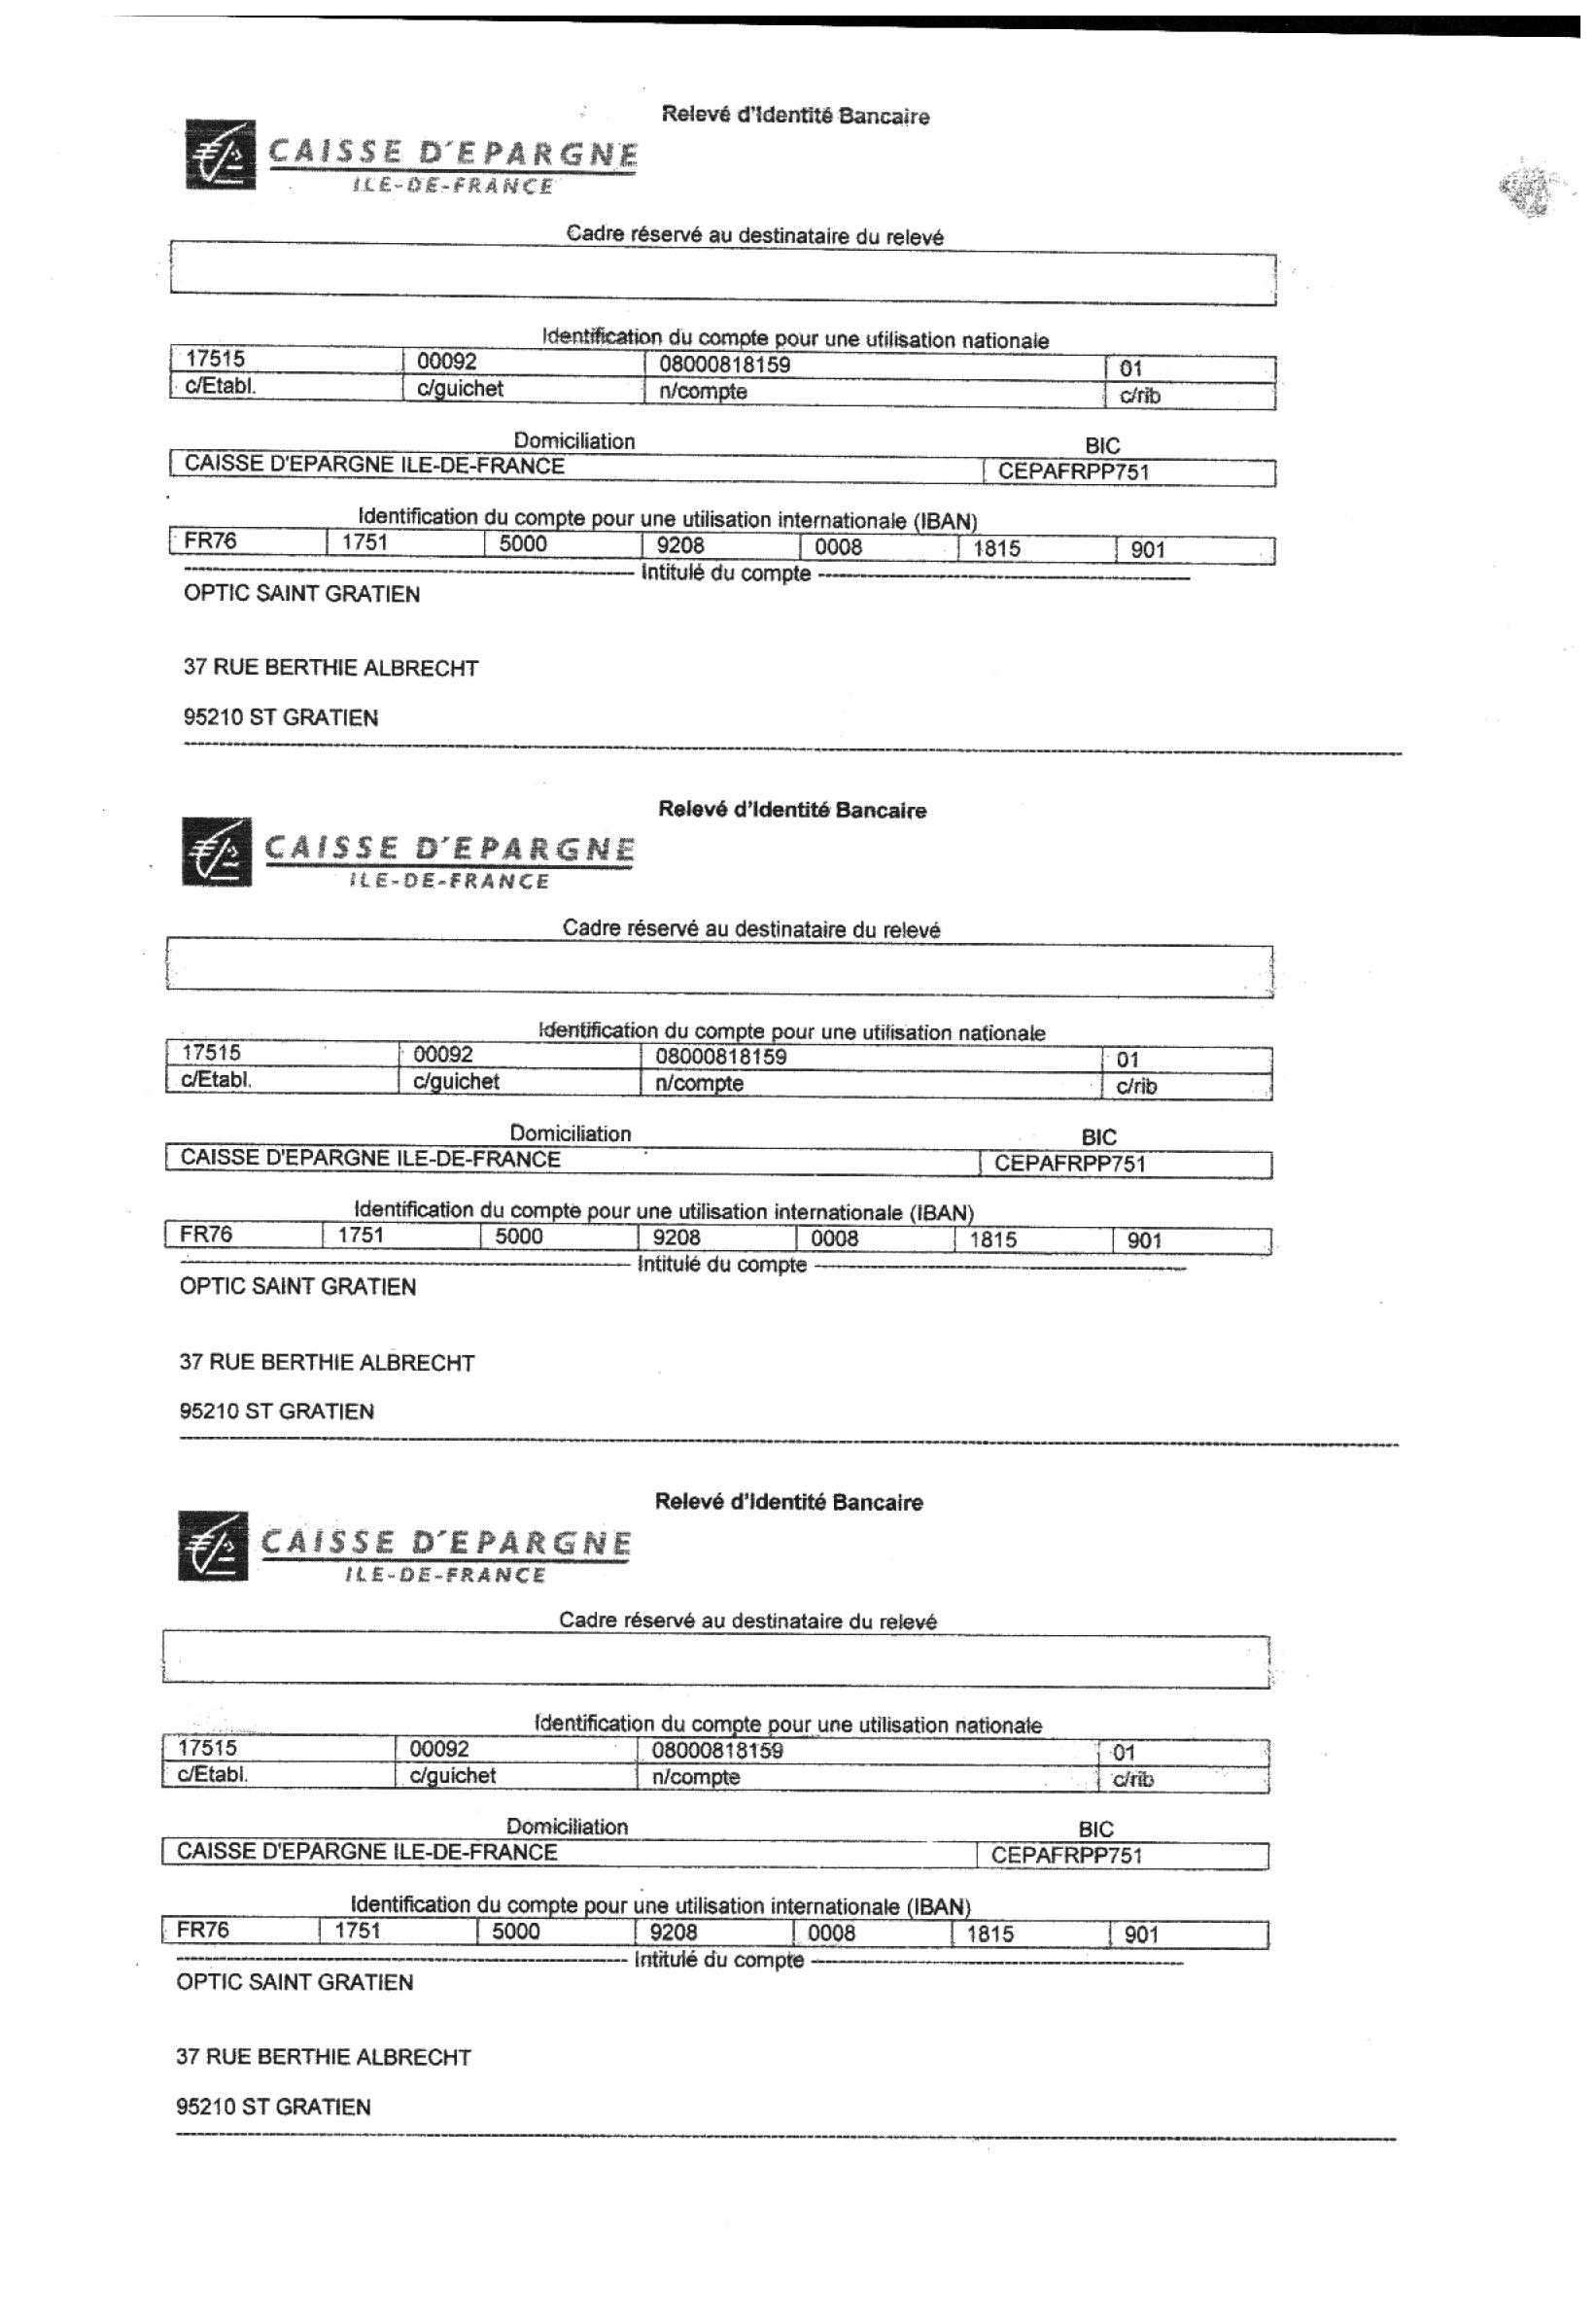 Relevé d'Identité Bancaire
CAISSE D'EPARGNE
ILE-DE-FRANCE
Cadre réservé au destinataire du relevé
Identification du compte pour une utilisation nationale
17515 00092 08000818159 01
c/Etabl. c/guichet n/compte c/rib
Domiciliation BIC
CAISSE D'EPARGNE ILE-DE-FRANCE CEPAFRPP751
Identification du compte pour une utilisation internationale (IBAN)
FR76 1751 5000 9208 0008 1815 901
Intitulé du compte
OPTIC SAINT GRATIEN
37 RUE BERTHIE ALBRECHT
95210 ST GRATIEN
Relevé d'Identité Bancaire
CAISSE D'EPARGNE
ILE-DE-FRANCE
Cadre réservé au destinataire du relevé
Identification du compte pour une utilisation nationale
17515 00092 08000818159 01
c/Etabl. c/guichet n/compte c/rib
Domiciliation BIC
CAISSE D'EPARGNE ILE-DE-FRANCE CEPAFRPP751
Identification du compte pour une utilisation internationale (IBAN)
FR76 1751 5000 9208 0008 1815 901
Intitulé du compte
OPTIC SAINT GRATIEN
37 RUE BERTHIE ALBRECHT
95210 ST GRATIEN
Relevé d'Identité Bancaire
CAISSE D'EPARGNE
ILE-DE-FRANCE
Cadre réservé au destinataire du relevé
Identification du compte pour une utilisation nationale
17515 00092 08000818159 01
c/Etabl. c/guichet n/compte c/rib
Domiciliation BIC
CAISSE D'EPARGNE ILE-DE-FRANCE CEPAFRPP751
Identification du compte pour une utilisation internationale (IBAN)
FR76 1751 5000 9208 0008 1815 901
Intitulé du compte
OPTIC SAINT GRATIEN
37 RUE BERTHIE ALBRECHT
95210 ST GRATIEN